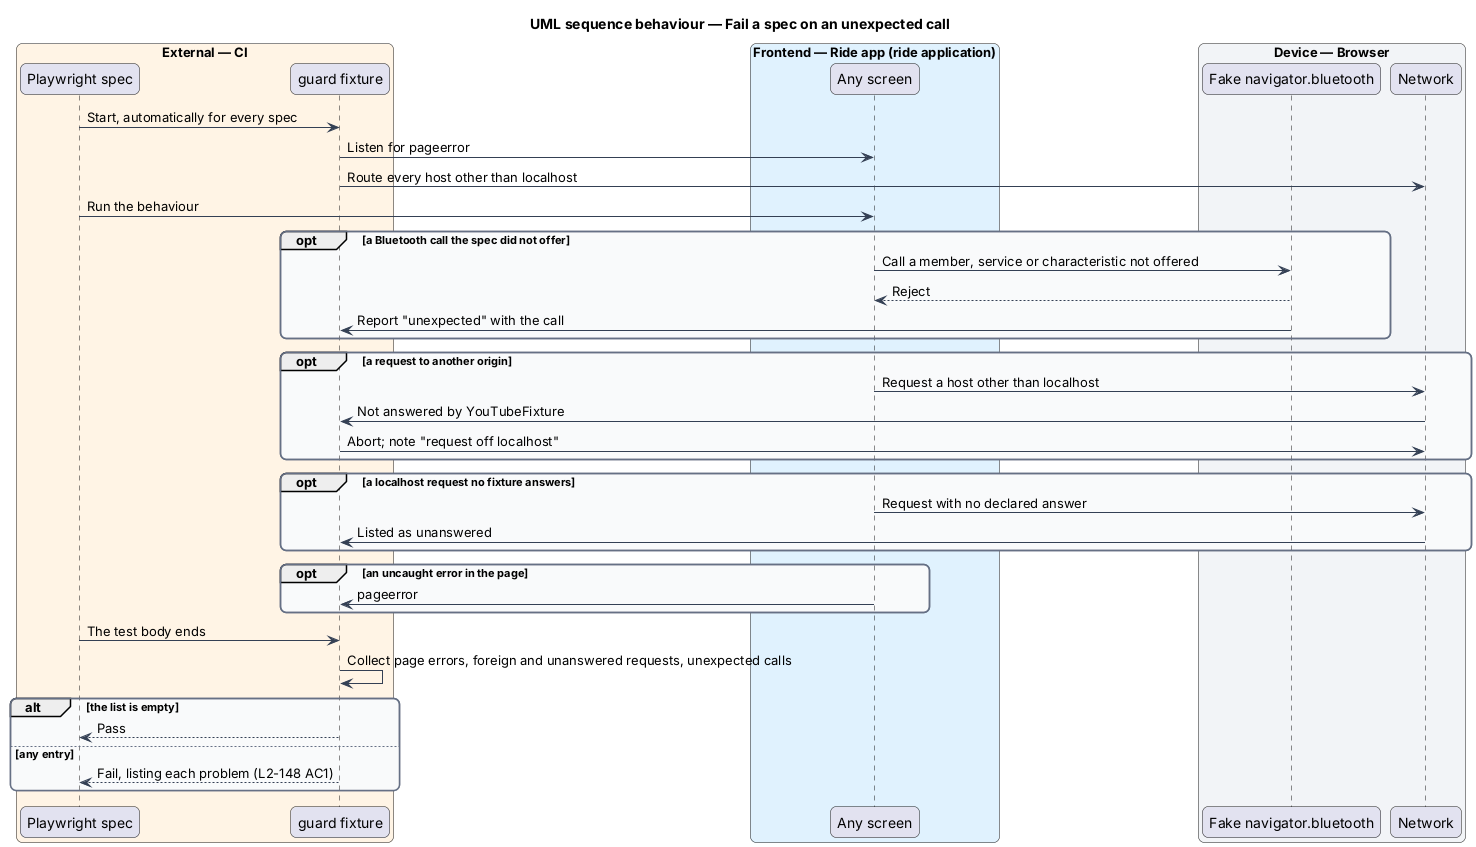 UML sequence behaviour — Fail a spec on an unexpected call
External — CI
Frontend — Ride app (ride application)
Device — Browser
Playwright spec
guard fixture
Any screen
Fake navigator.bluetooth
Network
Start, automatically for every spec
Listen for pageerror
Route every host other than localhost
Run the behaviour
opt [a Bluetooth call the spec did not offer]
Call a member, service or characteristic not offered
Reject
Report "unexpected" with the call
opt [a request to another origin]
Request a host other than localhost
Not answered by YouTubeFixture
Abort; note "request off localhost"
opt [a localhost request no fixture answers]
Request with no declared answer
Listed as unanswered
opt [an uncaught error in the page]
pageerror
The test body ends
Collect page errors, foreign and unanswered requests, unexpected calls
alt [the list is empty]
Pass
[any entry]
Fail, listing each problem (L2-148 AC1)
Playwright spec
guard fixture
Any screen
Fake navigator.bluetooth
Network